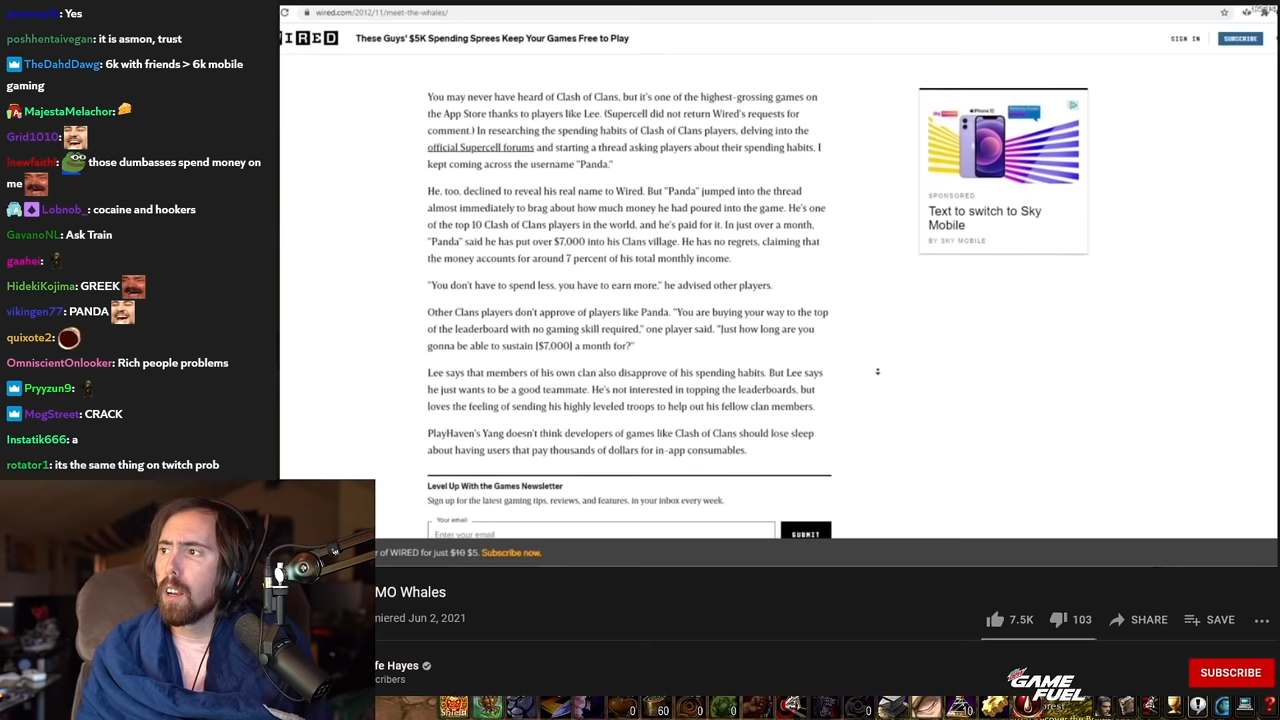 : Yes
poshhentaivegan: it is asmon, trust
TheDahdDawg: 6k with friends > 6k mobile
gaming
MajestaMelachor:
Grid1010:
lnewfaithl: those dumbasses spend money on
me
Lobnob_: cocaine and hookers
GavanoNL: Ask Train
gaahei:
HidekiKojima: GREEK
vikingen77: PANDA
quixote2:
OmniscientOnlooker: Rich people problems
Pryyzun9:
MogStreet: CRACK
Instatik666: a
rotator1: its the same thing on twitch prob
wired.com/2012/11/meet-the-whales/
WIRED
These Guys' $5K Spending Sprees Keep Your Games Free to Play
SIGN IN
SUBSCRIBE
You may never have heard of Clash of Clans, but it's one of the highest-grossing games on
the App Store thanks to players like Lee. (Supercell did not return Wired's requests for
comment.) In researching the spending habits of Clash of Clans players, delving into the
official Supercell forums and starting a thread asking players about their spending habits, I
kept coming across the username "Panda."
He, too, declined to reveal his real name to Wired. But "Panda" jumped into the thread
almost immediately to brag about how much money he had poured into the game. He's one
of the top 10 Clash of Clans players in the world, and he's paid for it. In just over a month,
"Panda" said he has put over $7,000 into his Clans village. He has no regrets, claiming that
the money accounts for around 7 percent of his total monthly income.
"You don't have to spend less, you have to earn more," he advised other players.
Other Clans players don't approve of players like Panda. "You are buying your way to the top
of the leaderboard with no gaming skill required," one player said. "Just how long are you
gonna be able to sustain [$7,000] a month for?"
Lee says that members of his own clan also disapprove of his spending habits. But Lee says
he just wants to be a good teammate. He's not interested in topping the leaderboards, but
loves the feeling of sending his highly leveled troops to help out his fellow clan members.
PlayHaven's Yang doesn't think developers of games like Clash of Clans should lose sleep
about having users that pay thousands of dollars for in-app consumables.
iPhone 12
SPONSORED
Text to switch to Sky
Mobile
BY SKY MOBILE
Level Up With the Games Newsletter
Sign up for the latest gaming tips, reviews, and features, in your inbox every week.
Your email
Enter your email
SUBMIT
r of WIRED for just $10 $5. Subscribe now.
MO Whales
niered Jun 2, 2021
7.5K
103
SHARE
SAVE
fe Hayes
cribers
SUBSCRIBE
GAME
FUEL